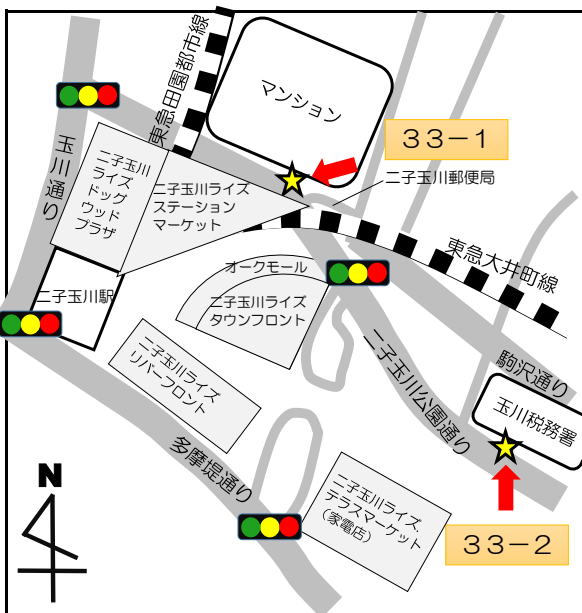 東急田園都市線
マンション
33-1
二子玉川郵便局
玉川通り
二子玉川
ライズ
ドッグ
ウッド
プラザ
二子玉川ライズ
ステーション
マーケット
東急大井町線
オークモール
二子玉川駅
二子玉川ライズ
タウンフロント
駒沢通り
二子玉川公園通り
二子玉川ライズ
リバーフロント
玉川税務署
多摩堤通り
二子玉川ライズ、
テラスマーケット
(家電店)
N
33-2